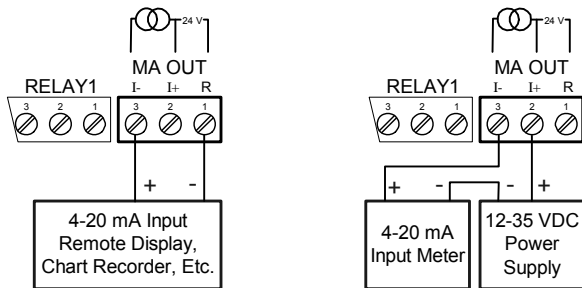 24 V
MA OUT
RELAY1 I- I+ R
3 2 1 3 2 1
+ -
4-20 mA Input
Remote Display,
Chart Recorder, Etc.
24 V
MA OUT
RELAY1 I- I+ R
3 2 1 3 2 1
+ - - +
4-20 mA
Input Meter
12-35 VDC
Power
Supply